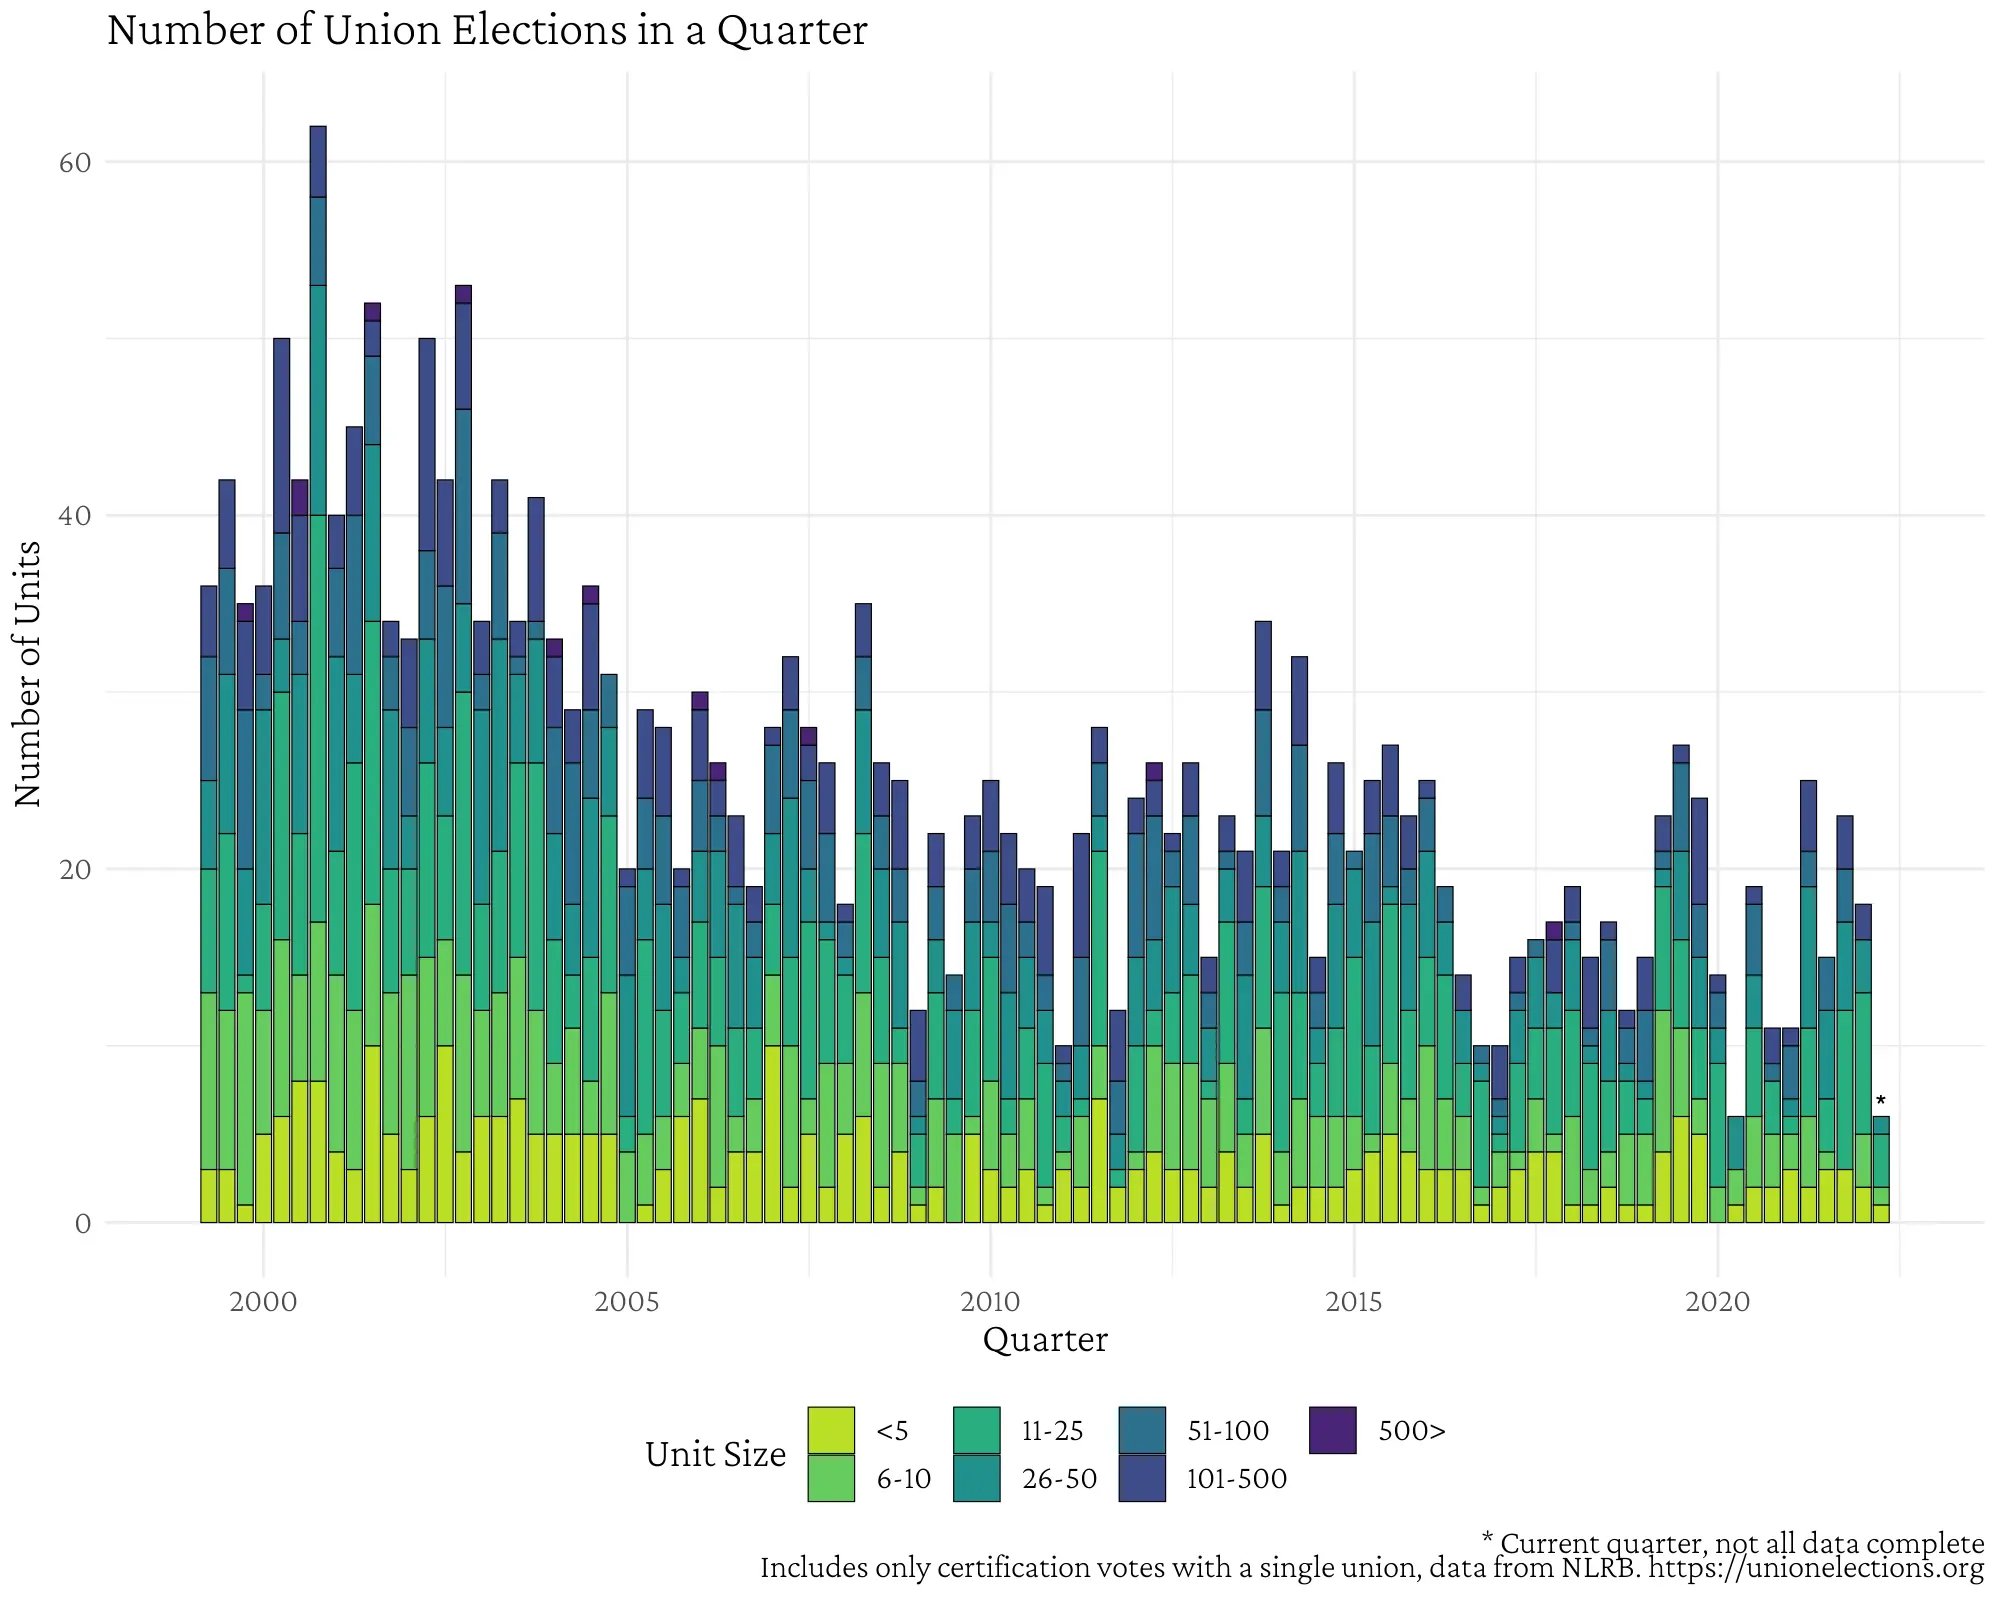 Number of Union Elections in a Quarter
Number of Units
60
40
20
0
*
2000 2005 2010 2015 2020
Quarter
Unit Size
<5 11-25 51-100 500>
6-10 26-50 101-500
* Current quarter, not all data complete
Includes only certification votes with a single union, data from NLRB. https://unionelections.org